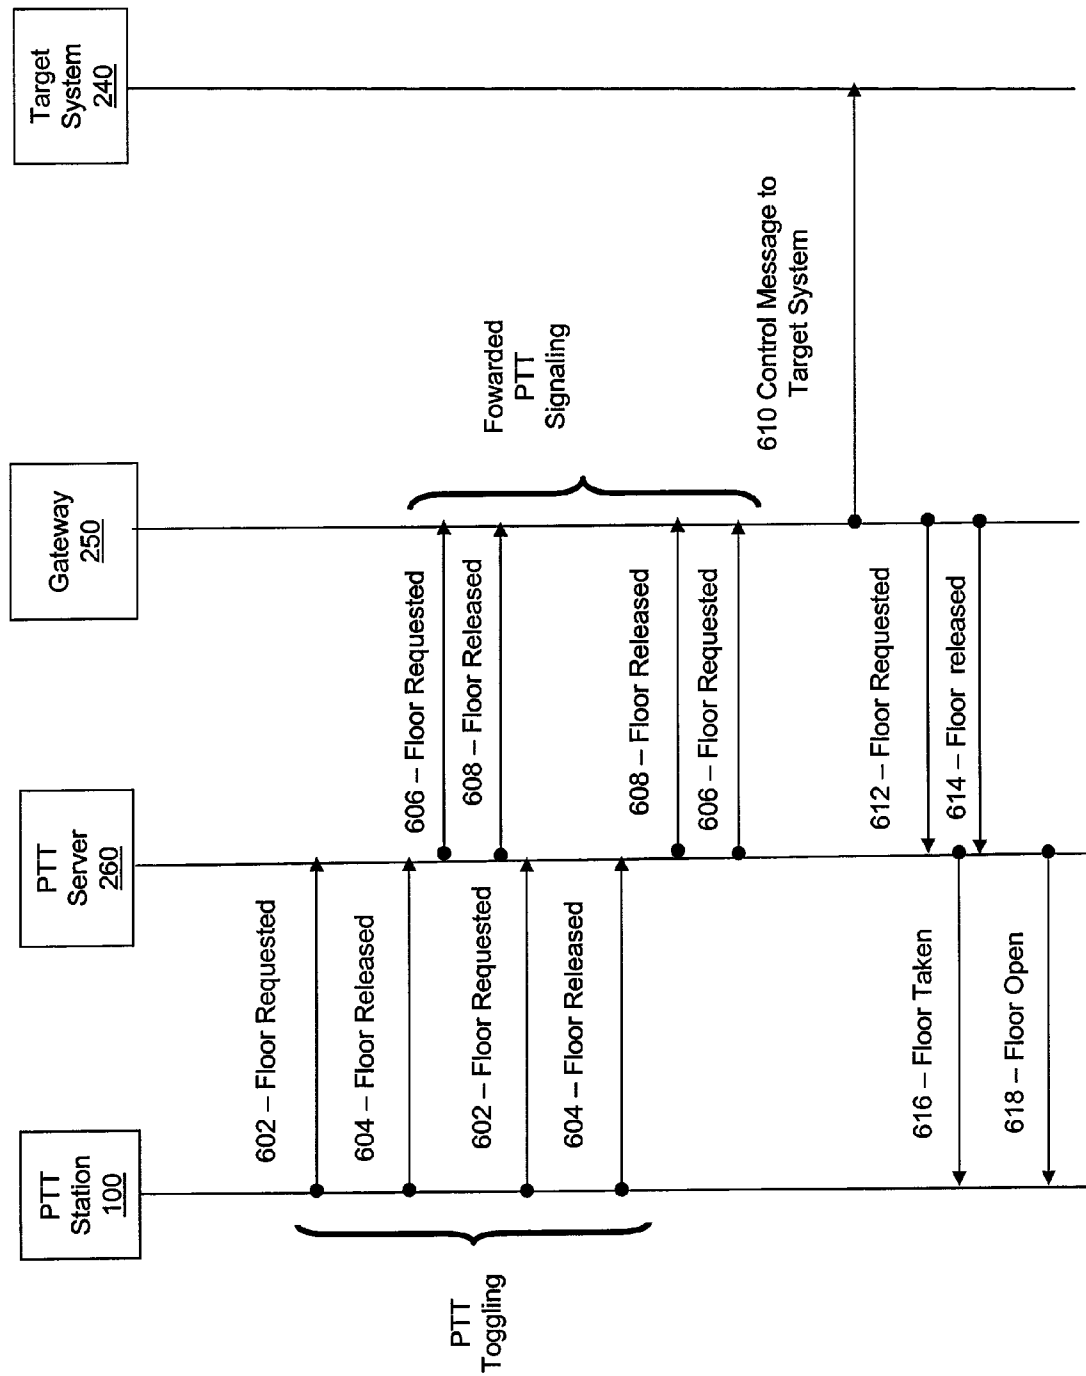 PTT
Station
100
PTT
Server
260
Gateway
250
Target
System
240
PTT
Toggling
602 – Floor Requested
604 – Floor Released
602 – Floor Requested
604 – Floor Released
606 – Floor Requested
608 – Floor Released
608 – Floor Released
606 – Floor Requested
Fowarded
PTT
Signaling
610 Control Message to
Target System
612 – Floor Requested
614 – Floor released
616 – Floor Taken
618 – Floor Open